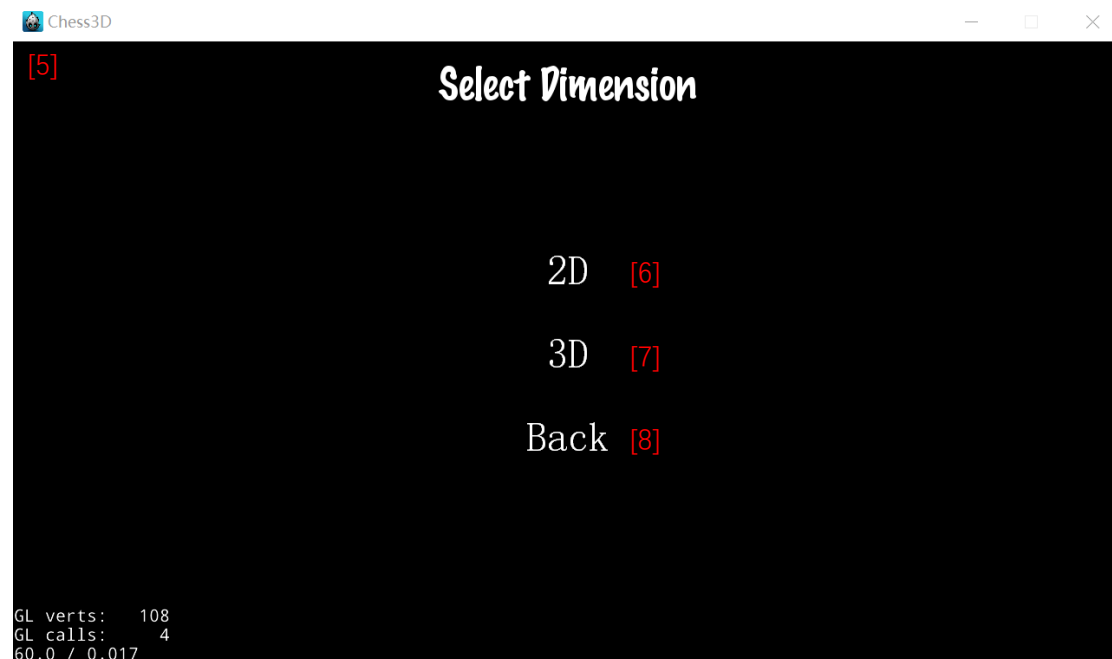 Chess3D
[5]
Select Dimension
2D [6]
3D [7]
Back [8]
GL verts: 108
GL calls: 4
60.0 / 0.017